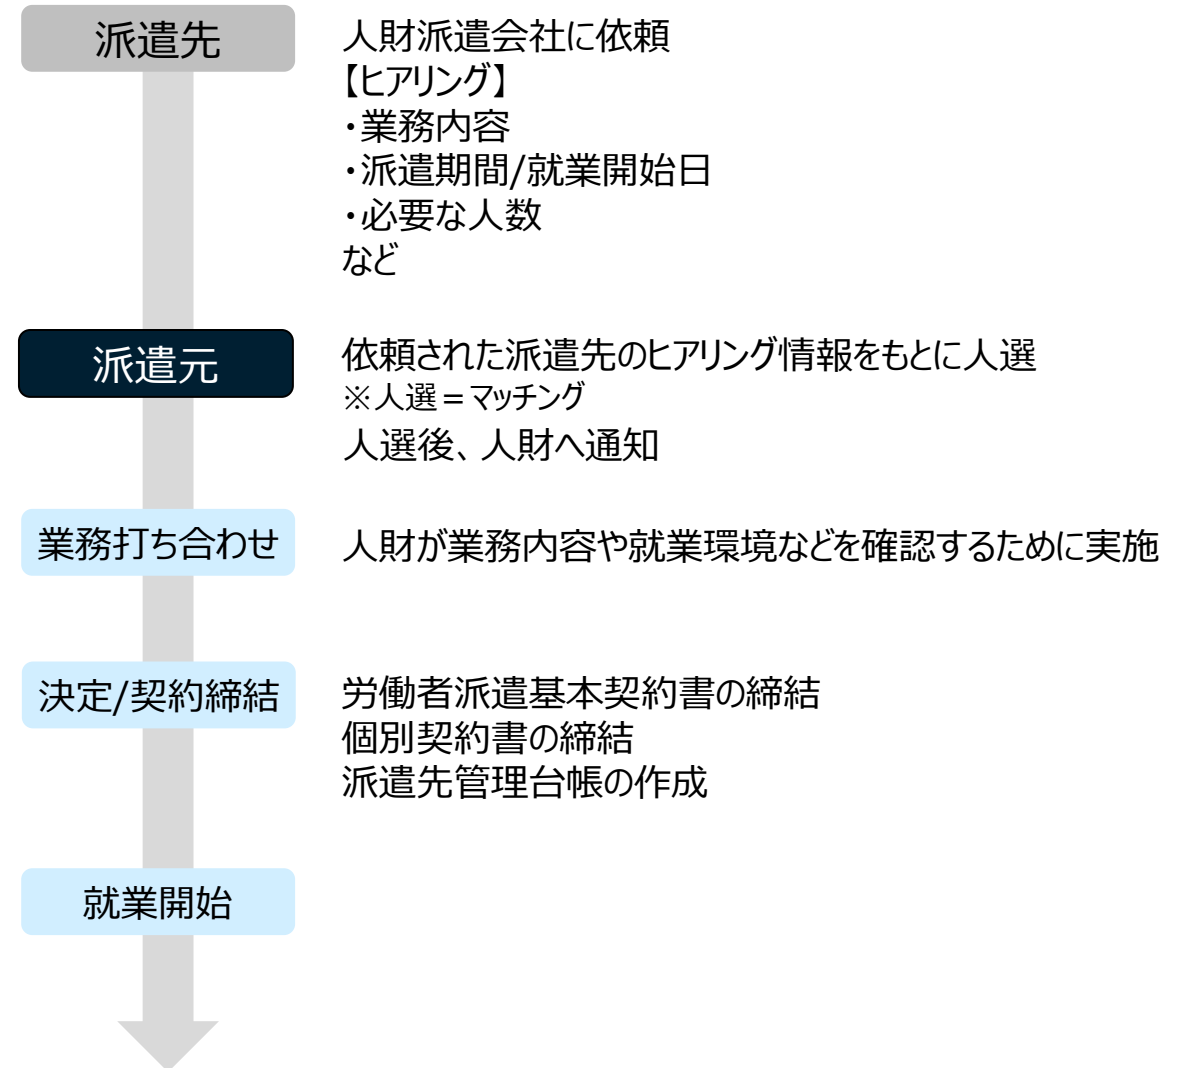 派遣先
人財派遣会社に依頼
【ヒアリング】
・業務内容
・派遣期間/就業開始日
・必要な人数
など
派遣元
依頼された派遣先のヒアリング情報をもとに人選
※人選＝マッチング
人選後、人財へ通知
業務打ち合わせ
人財が業務内容や就業環境などを確認するために実施
決定/契約締結
労働者派遣基本契約書の締結
個別契約書の締結
派遣先管理台帳の作成
就業開始